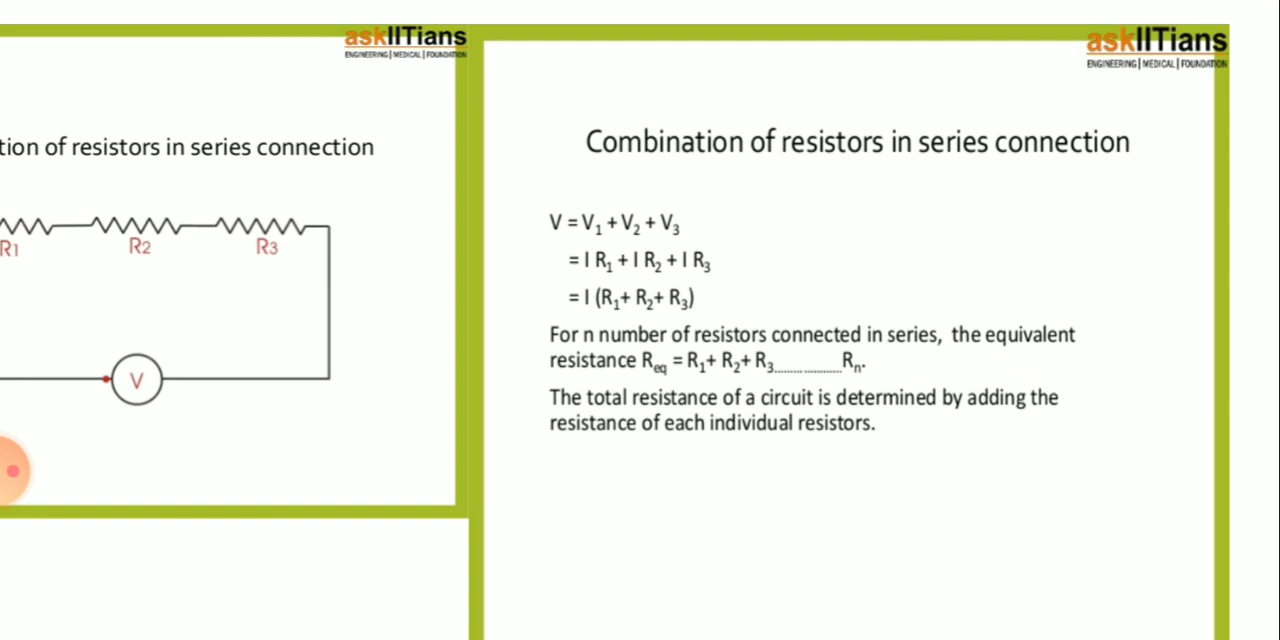 askIITians
ENGINEERING | MEDICAL | FOUNDATION
tion of resistors in series connection
R1
R2
R3
V
askIITians
ENGINEERING | MEDICAL | FOUNDATION
Combination of resistors in series connection
V = V₁ + V₂ + V₃
= I R₁ + I R₂ + I R₃
= I (R₁+ R₂+ R₃)
For n number of resistors connected in series, the equivalent
resistance Req = R₁+ R₂+ R₃....................Rₙ.
The total resistance of a circuit is determined by adding the
resistance of each individual resistors.